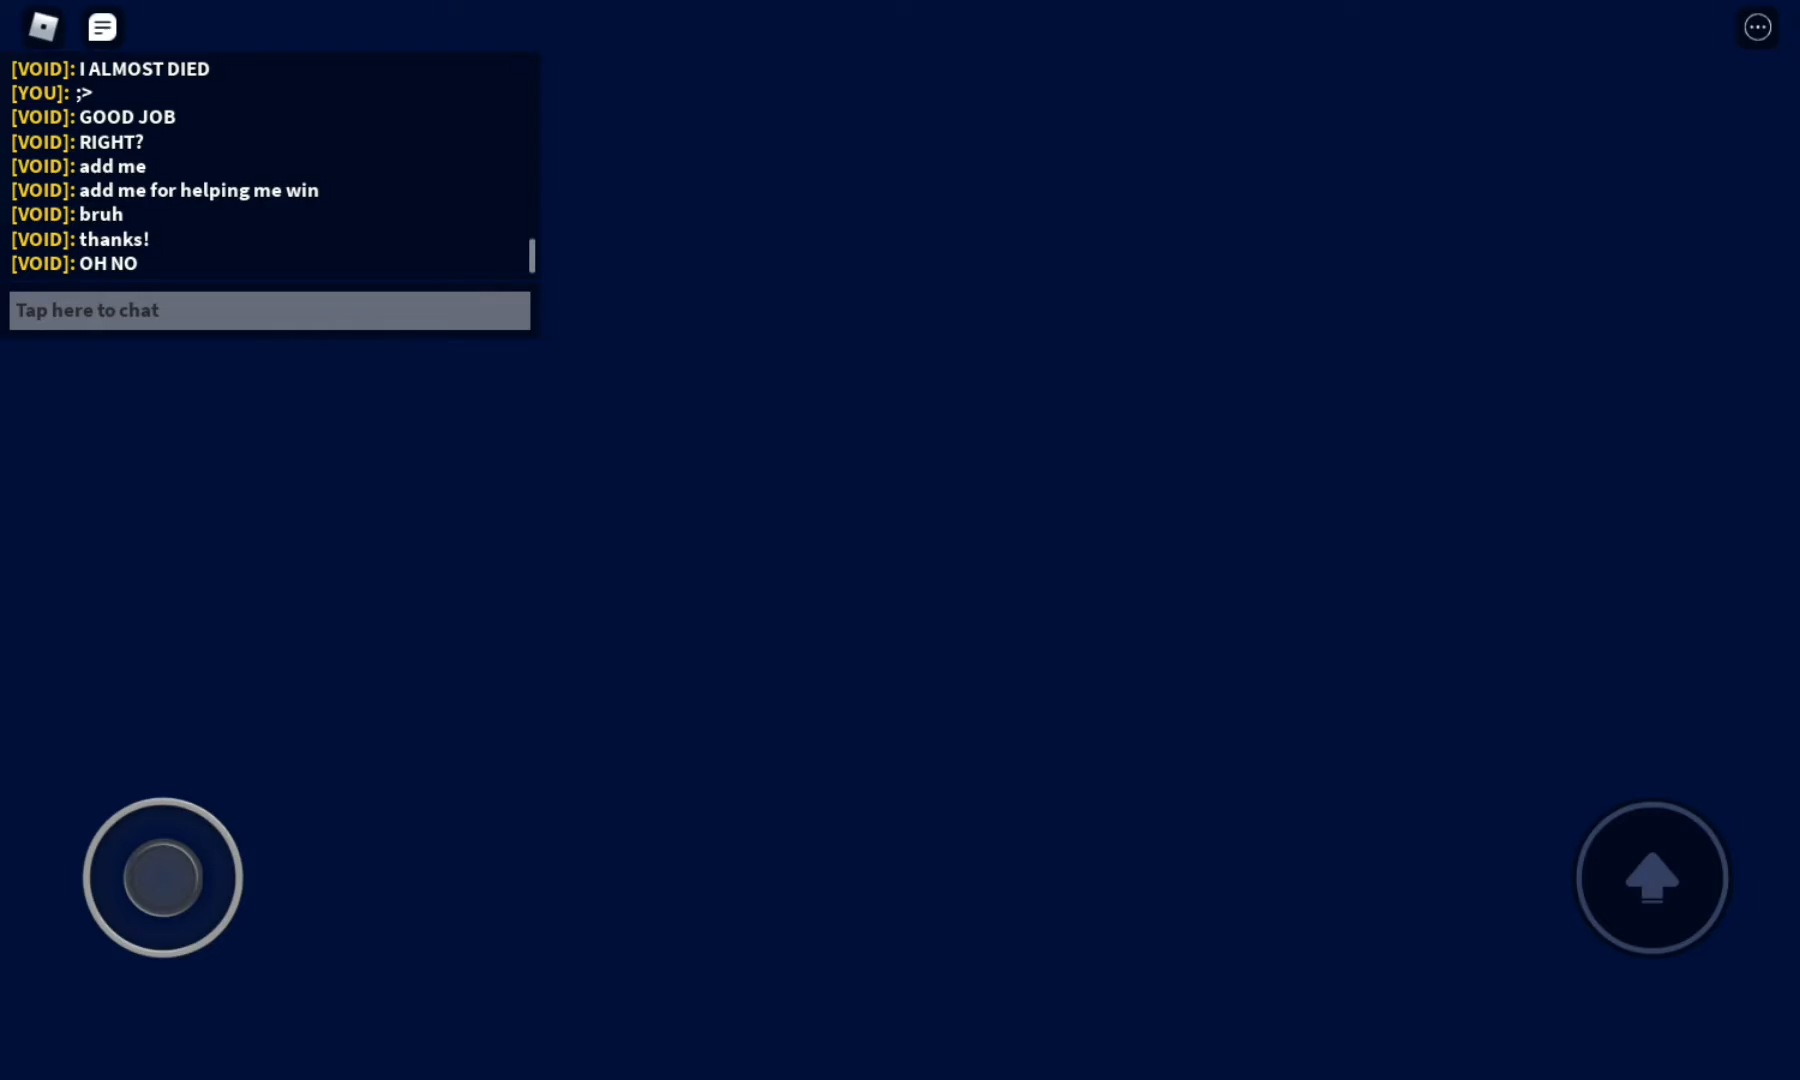 [VOID]: I ALMOST DIED
[YOU]: ;>
[VOID]: GOOD JOB
[VOID]: RIGHT?
[VOID]: add me
[VOID]: add me for helping me win
[VOID]: bruh
[VOID]: thanks!
[VOID]: OH NO
Tap here to chat